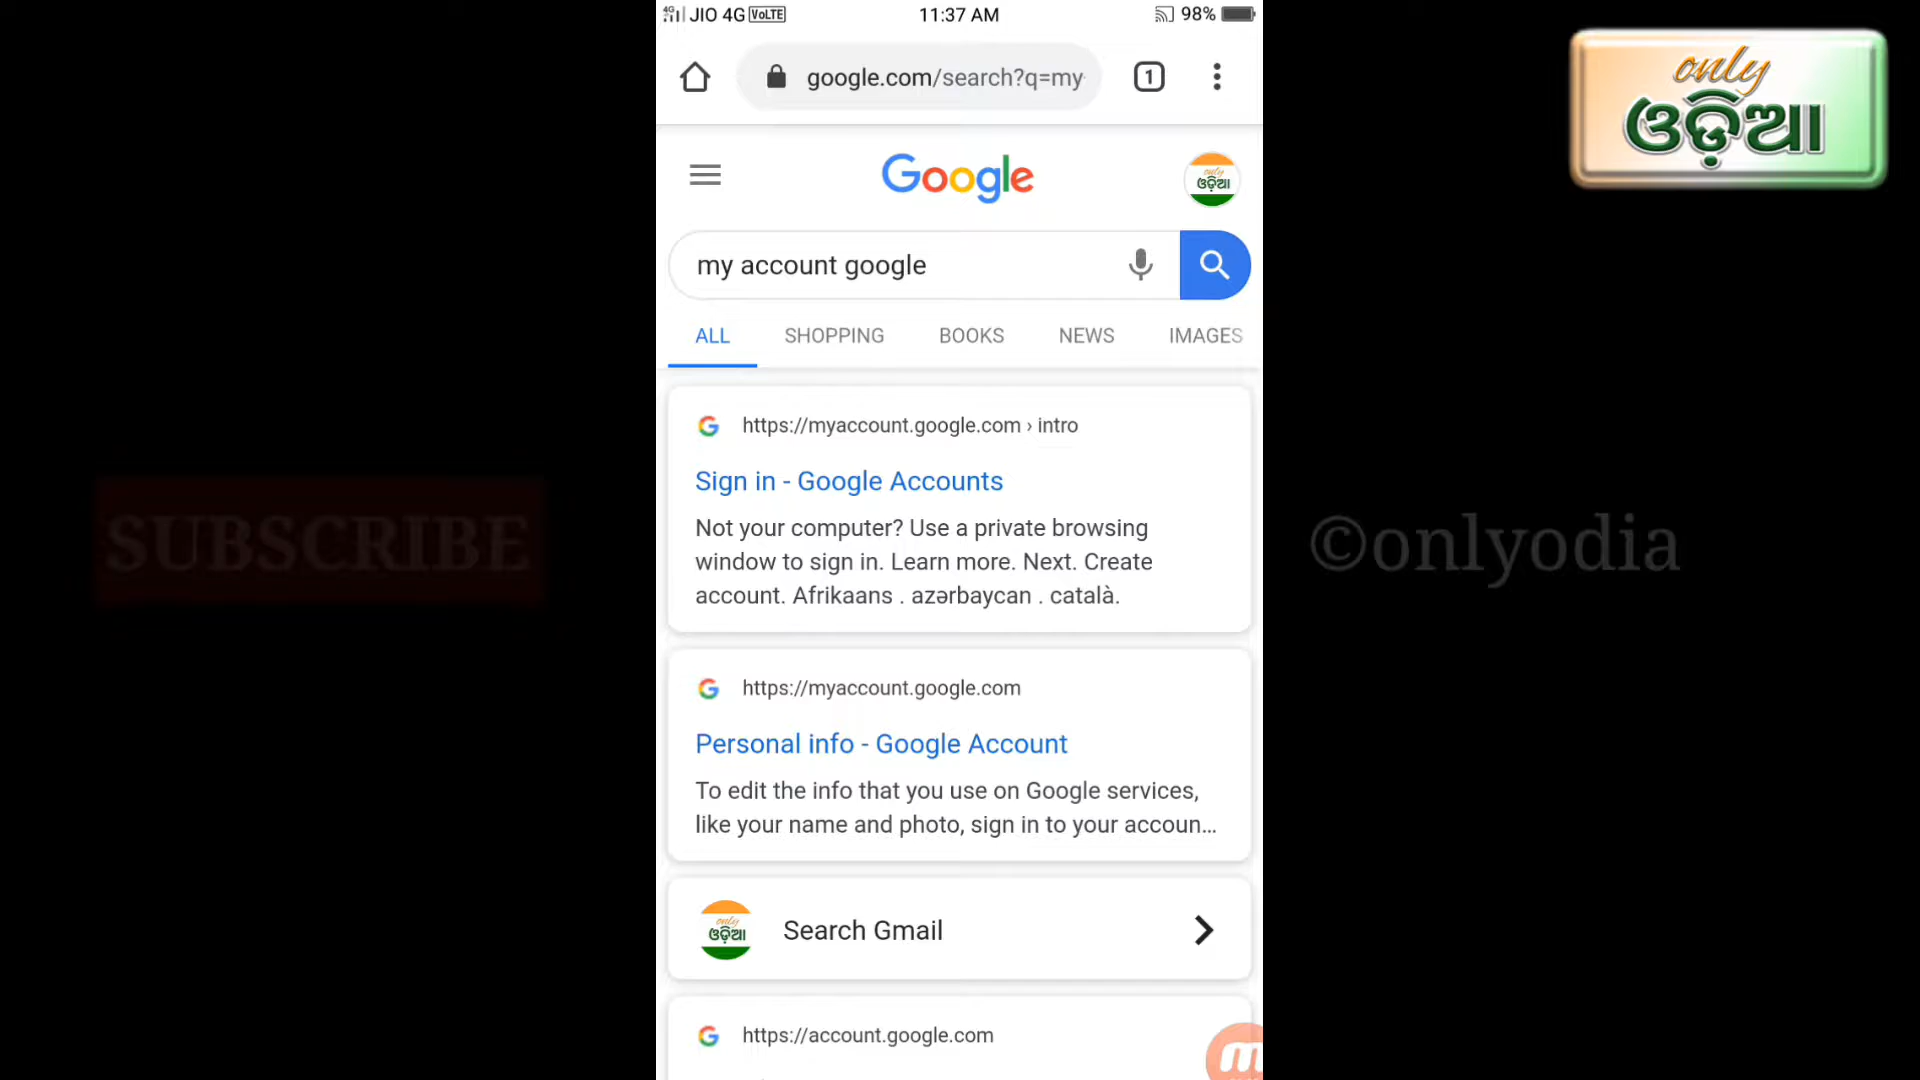 JIO 4G VoLTE 11:37 AM 98%
google.com/search?q=my 1
only
ଓଡ଼ିଆ
Google
only
ଓଡ଼ିଆ
my account google
ALL SHOPPING BOOKS NEWS IMAGES
https://myaccount.google.com › intro
Sign in - Google Accounts
Not your computer? Use a private browsing
window to sign in. Learn more. Next. Create
account. Afrikaans . azərbaycan . català.
SUBSCRIBE
©onlyodia
https://myaccount.google.com
Personal info - Google Account
To edit the info that you use on Google services,
like your name and photo, sign in to your accoun...
only
ଓଡ଼ିଆ
Search Gmail
https://account.google.com